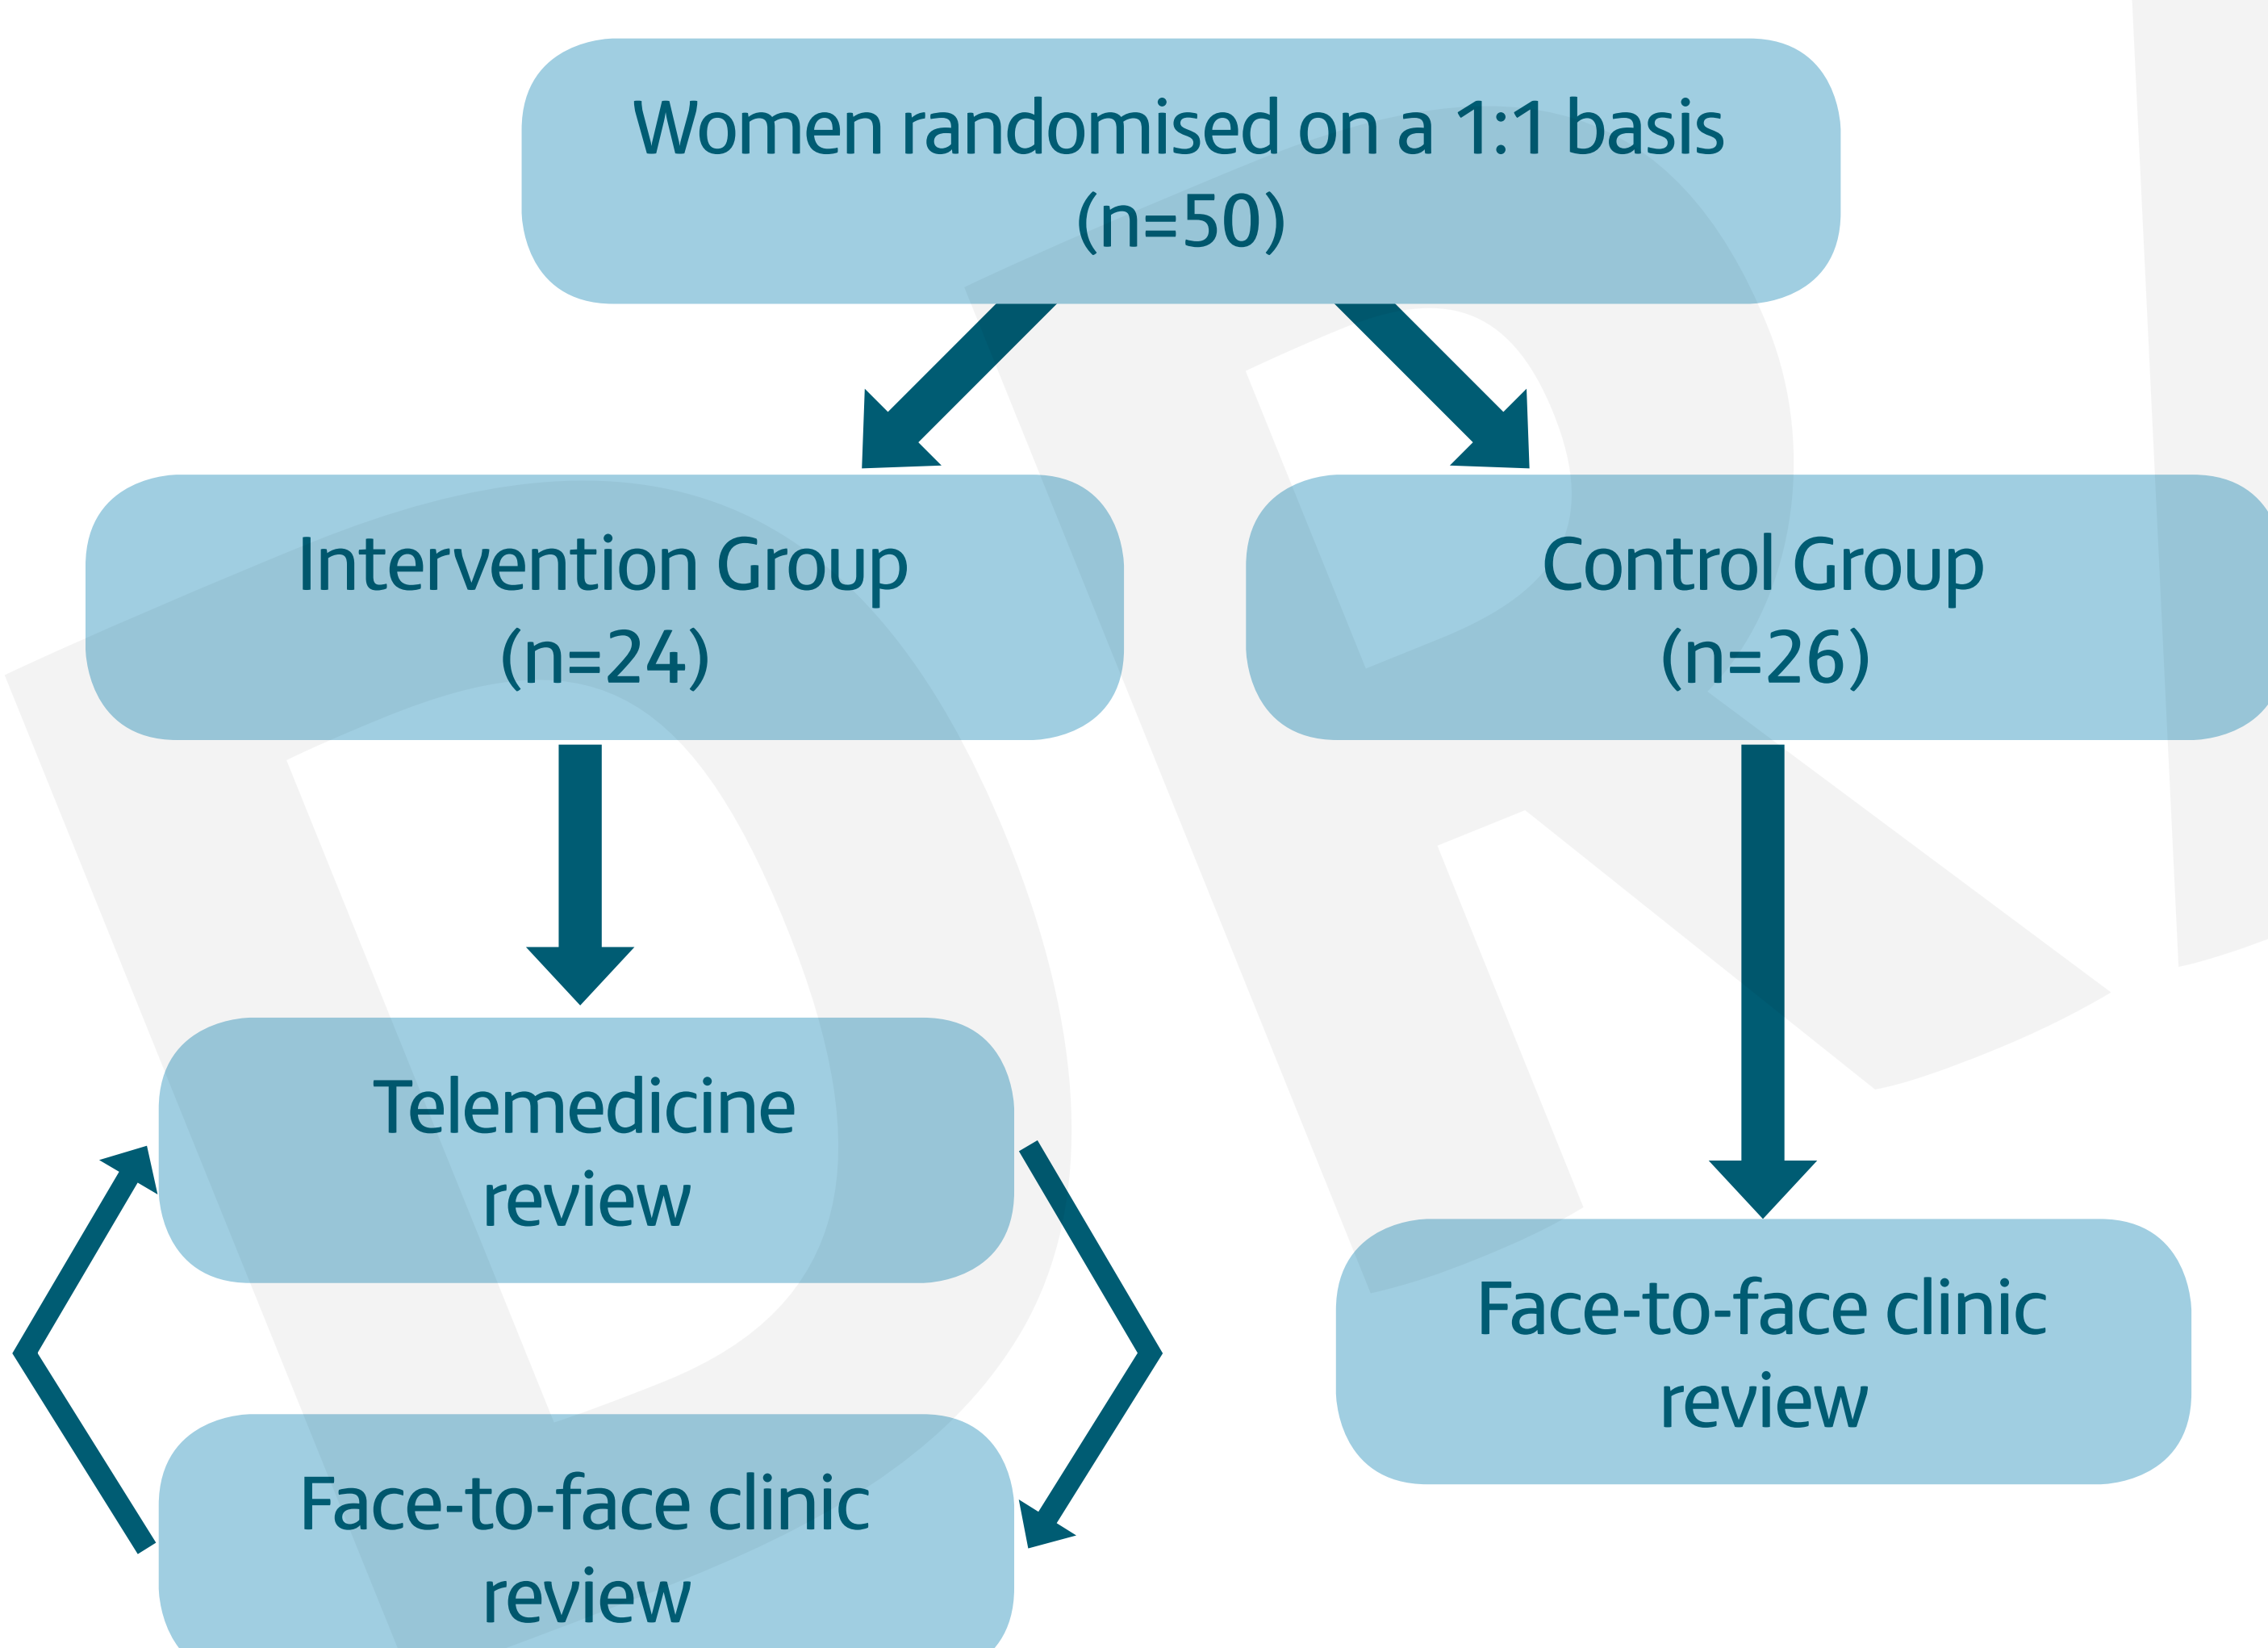 Women randomised on a 1:1 basis
(n=50)
Intervention Group
(n=24)
Control Group
(n=26)
Telemedicine
review
Face-to-face clinic
review
Face-to-face clinic
review